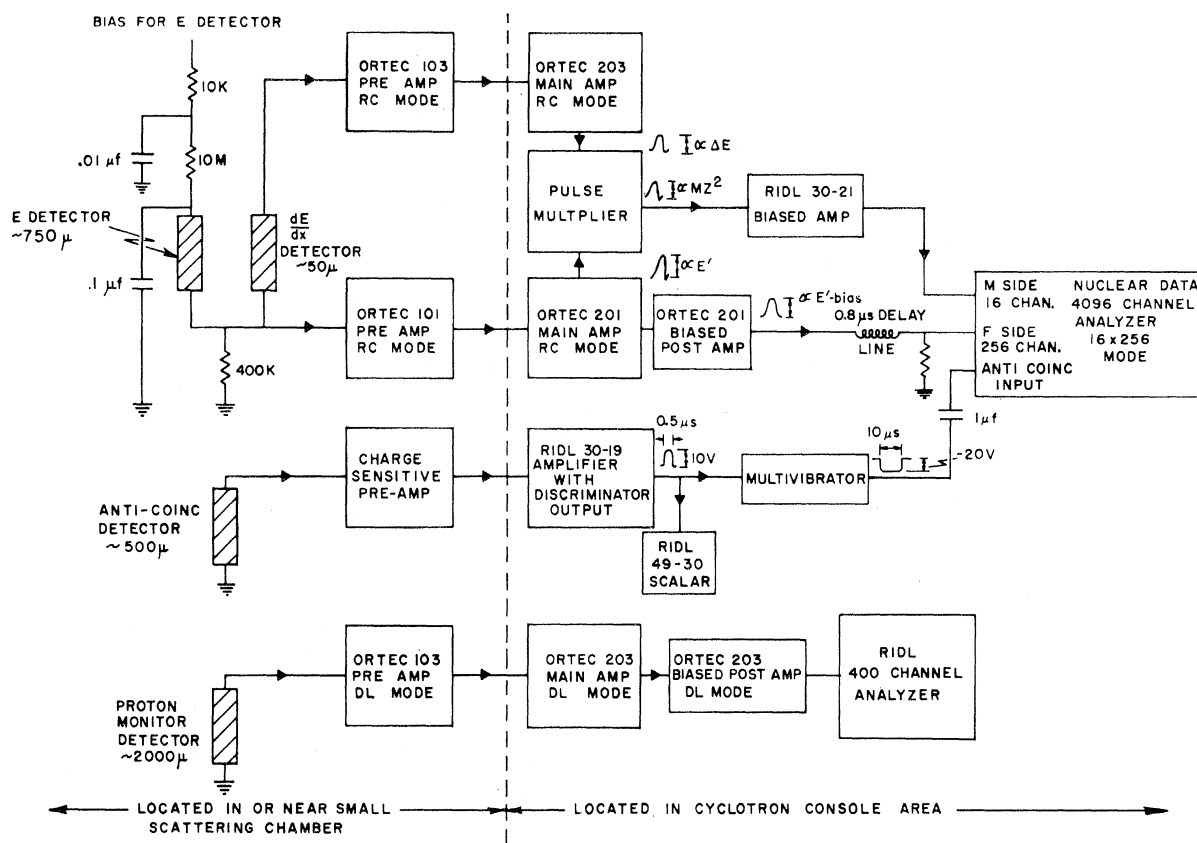 BIAS FOR E DETECTOR
10K
.01 μf
10M
E DETECTOR
~750μ
.1 μf
dE
dx
DETECTOR
~50μ
400K
ORTEC 103
PRE AMP
RC MODE
ORTEC 203
MAIN AMP
RC MODE
∝ ΔE
PULSE
MULTPLIER
∝ MZ²
RIDL 30-21
BIASED AMP
∝ E'
ORTEC 101
PRE AMP
RC MODE
ORTEC 201
MAIN AMP
RC MODE
ORTEC 201
BIASED
POST AMP
∝ E'-bias
0.8μs DELAY
LINE
M SIDE
16 CHAN.
F SIDE
256 CHAN.
ANTI COINC
INPUT
NUCLEAR DATA
4096 CHANNEL
ANALYZER
16 x 256
MODE
1μf
ANTI-COINC
DETECTOR
~500μ
CHARGE
SENSITIVE
PRE-AMP
RIDL 30-19
AMPLIFIER
WITH
DISCRIMINATOR
OUTPUT
0.5μs
10V
RIDL
49-30
SCALAR
MULTIVIBRATOR
10μs
-20V
PROTON
MONITOR
DETECTOR
~2000μ
ORTEC 103
PRE AMP
DL MODE
ORTEC 203
MAIN AMP
DL MODE
ORTEC 203
BIASED POST AMP
DL MODE
RIDL
400 CHANNEL
ANALYZER
LOCATED IN OR NEAR SMALL
SCATTERING CHAMBER
LOCATED IN CYCLOTRON CONSOLE AREA